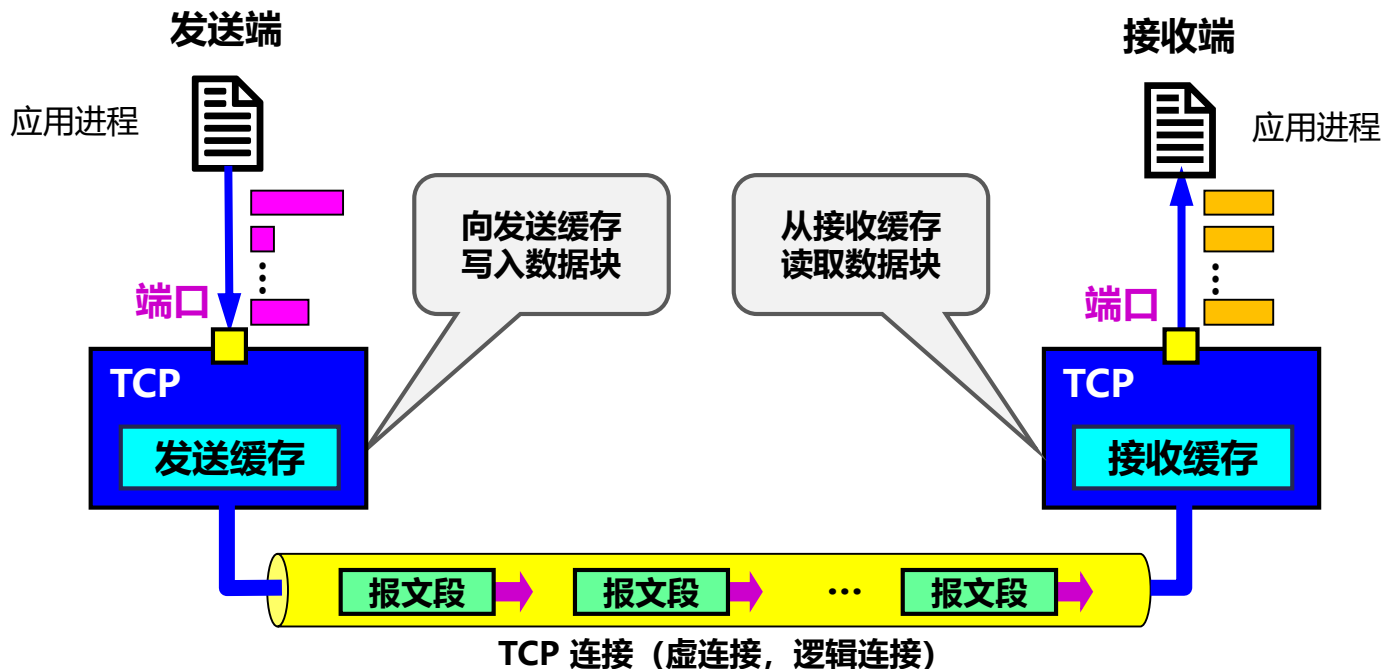 发送端
接收端
应用进程
应用进程
向发送缓存
写入数据块
从接收缓存
读取数据块
端口
端口
TCP
TCP
发送缓存
接收缓存
报文段
报文段
…
报文段
TCP 连接（虚连接，逻辑连接）